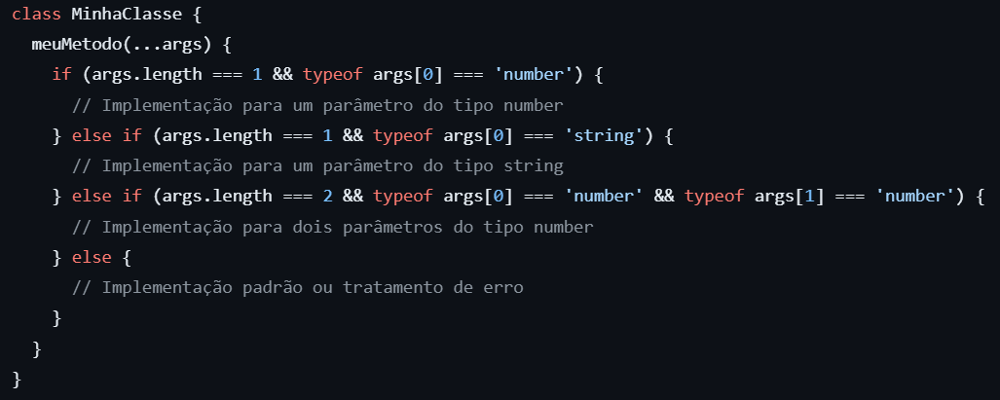 class MinhaClasse {
  meuMetodo(...args) {
    if (args.length === 1 && typeof args[0] === 'number') {
      // Implementação para um parâmetro do tipo number
    } else if (args.length === 1 && typeof args[0] === 'string') {
      // Implementação para um parâmetro do tipo string
    } else if (args.length === 2 && typeof args[0] === 'number' && typeof args[1] === 'number') {
      // Implementação para dois parâmetros do tipo number
    } else {
      // Implementação padrão ou tratamento de erro
    }
  }
}